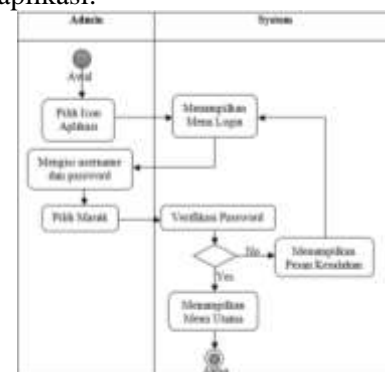 aplikasi.
Admin
System
Awal
Pilih Icon
Aplikasi
Menampilkan
Menu Login
Mengisi username
dan password
Pilih Masuk
Verifikasi Password
No
Menampilkan
Pesan Kesalahan
Yes
Menampilkan
Menu Utama